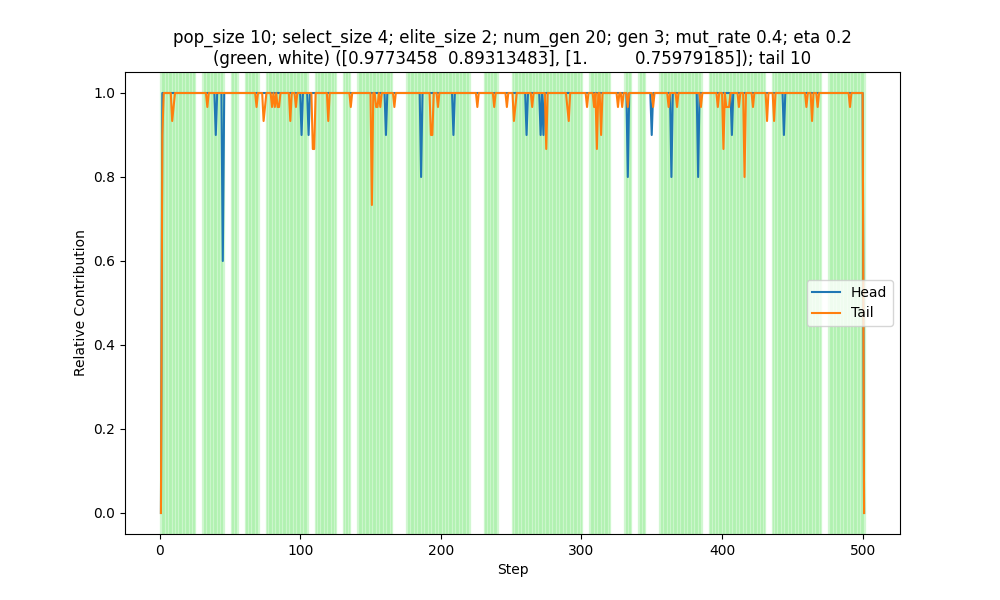 pop_size 10; select_size 4; elite_size 2; num_gen 20; gen 3; mut_rate 0.4; eta 0.2
(green, white) ([0.9773458  0.89313483], [1.          0.75979185]); tail 10
1.0
0.8
0.6
0.4
0.2
0.0
Relative Contribution
Head
Tail
0
100
200
300
400
500
Step